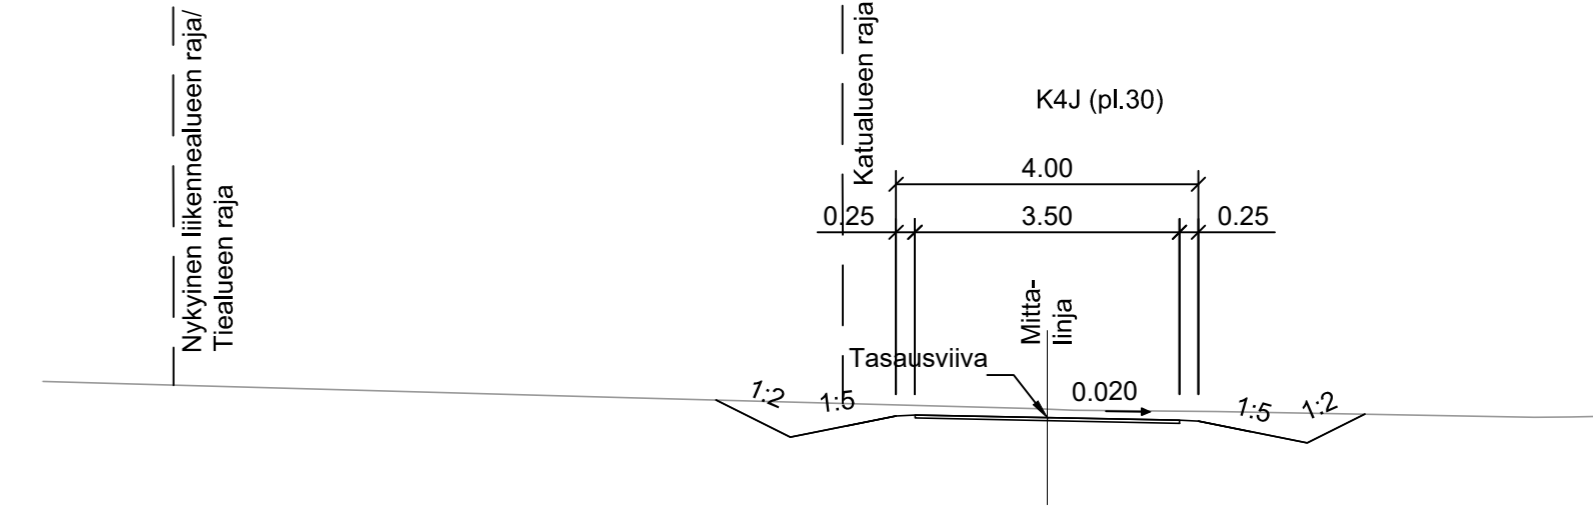 Nykyinen liikennealueen raja/
Tiealueen raja
Katualueen raja
K4J (pl.30)
4.00
0.25
3.50
0.25
Mitta-
linja
Tasausviiva
0.020
1:2
1:5
1:5
1:2